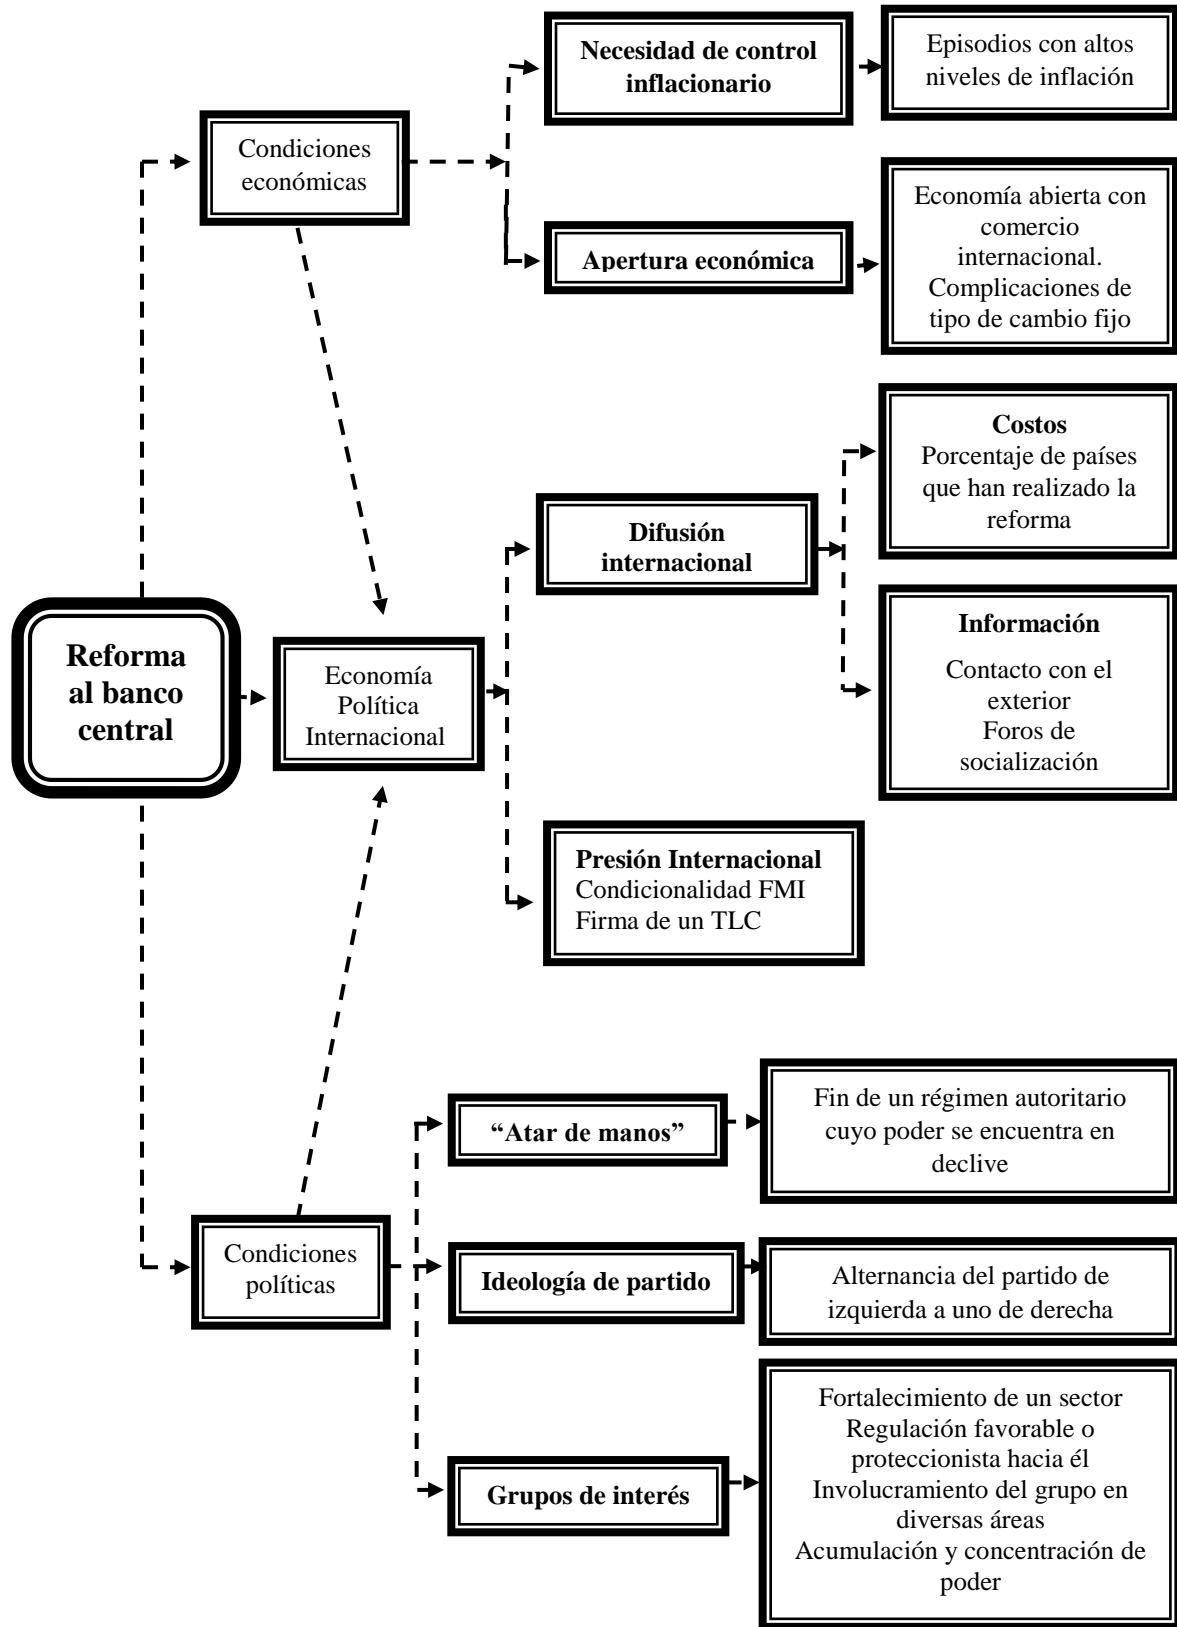 Necesidad de control
inflacionario
Episodios con altos
niveles de inflación
Condiciones
económicas
Apertura económica
Economía abierta con
comercio
internacional.
Complicaciones de
tipo de cambio fijo
Costos
Porcentaje de países
que han realizado la
reforma
Difusión
internacional
Información
Contacto con el
exterior
Foros de
socialización
Reforma
al banco
central
Economía
Política
Internacional
Presión Internacional
Condicionalidad FMI
Firma de un TLC
“Atar de manos”
Fin de un régimen autoritario
cuyo poder se encuentra en
declive
Condiciones
políticas
Ideología de partido
Alternancia del partido de
izquierda a uno de derecha
Grupos de interés
Fortalecimiento de un sector
Regulación favorable o
proteccionista hacia él
Involucramiento del grupo en
diversas áreas
Acumulación y concentración de
poder